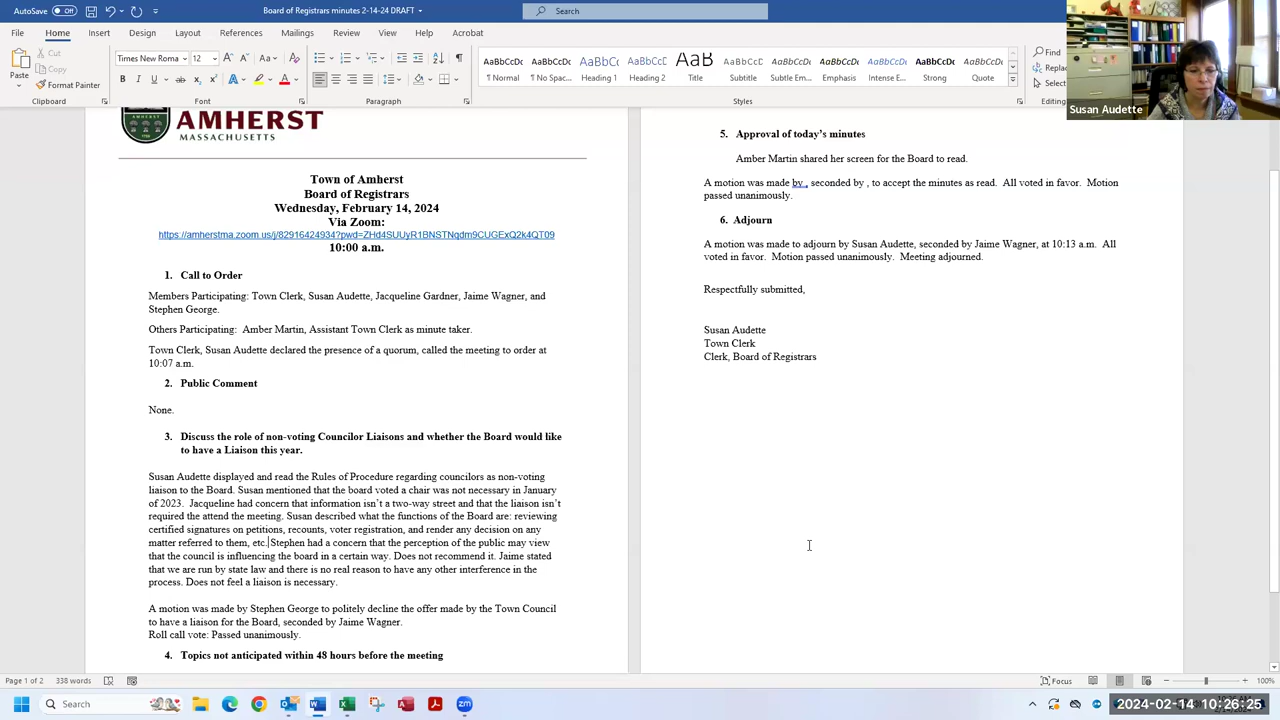 Minutes 2-14-24 DRAFT
Search
File Home Insert Draw Design Layout References Mailings Review View Help Acrobat
Paste
Cut
Copy
Format Painter
Clipboard
Times New Roma 12
Font
Paragraph
¶ Normal ¶ No Spac... Heading 1 Heading 2 Title Subtitle Subtle Em... Emphasis Intense E... Strong Quote
Styles
Find
Editing
Susan Audette
AMHERST
MASSACHUSETTS
Town of Amherst
Board of Registrars
Wednesday, February 14, 2024
Via Zoom:
https://amherstma.zoom.us/j/82916424934?pwd=ZHd4SUUyR1BNSTNqdm9CUGExQ2k4QT09
10:00 a.m.
1. Call to Order
Members Participating: Town Clerk, Susan Audette, Jacqueline Gardner, Jaime Wagner, and
Stephen George.
Others Participating: Amber Martin, Assistant Town Clerk as minute taker.
Town Clerk, Susan Audette declared the presence of a quorum, called the meeting to order at
10:07 a.m.
2. Public Comment
None.
3. Discuss the role of non-voting Councilor Liaisons and whether the Board would like
to have a Liaison this year.
Susan Audette displayed and read the Rules of Procedure regarding councilors as non-voting
liaison to the Board. Susan mentioned that the board voted a chair was not necessary in January
of 2023. Jacqueline had concern that information isn't a two-way street and that the liaison isn't
required the attend the meeting. Susan described what the functions of the Board are: reviewing
certified signatures on petitions, recounts, voter registration, and render any decision on any
matter referred to them, etc. Stephen had a concern that the perception of the public may view
that the council is influencing the board in a certain way. Does not recommend it. Jaime stated
that we are run by state law and there is no real reason to have any other interference in the
process. Does not feel a liaison is necessary.
A motion was made by Stephen George to politely decline the offer made by the Town Council
to have a liaison for the Board, seconded by Jaime Wagner.
Roll call vote: Passed unanimously.
4. Topics not anticipated within 48 hours before the meeting
5. Approval of today's minutes
Amber Martin shared her screen for the Board to read.
A motion was made by , seconded by , to accept the minutes as read. All voted in favor. Motion
passed unanimously.
6. Adjourn
A motion was made to adjourn by Susan Audette, seconded by Jaime Wagner, at 10:13 a.m. All
voted in favor. Motion passed unanimously. Meeting adjourned.
Respectfully submitted,
Susan Audette
Town Clerk
Clerk, Board of Registrars
Page 1 of 2 338 words
Focus
100%
Search
2024-02-14 10:26:25